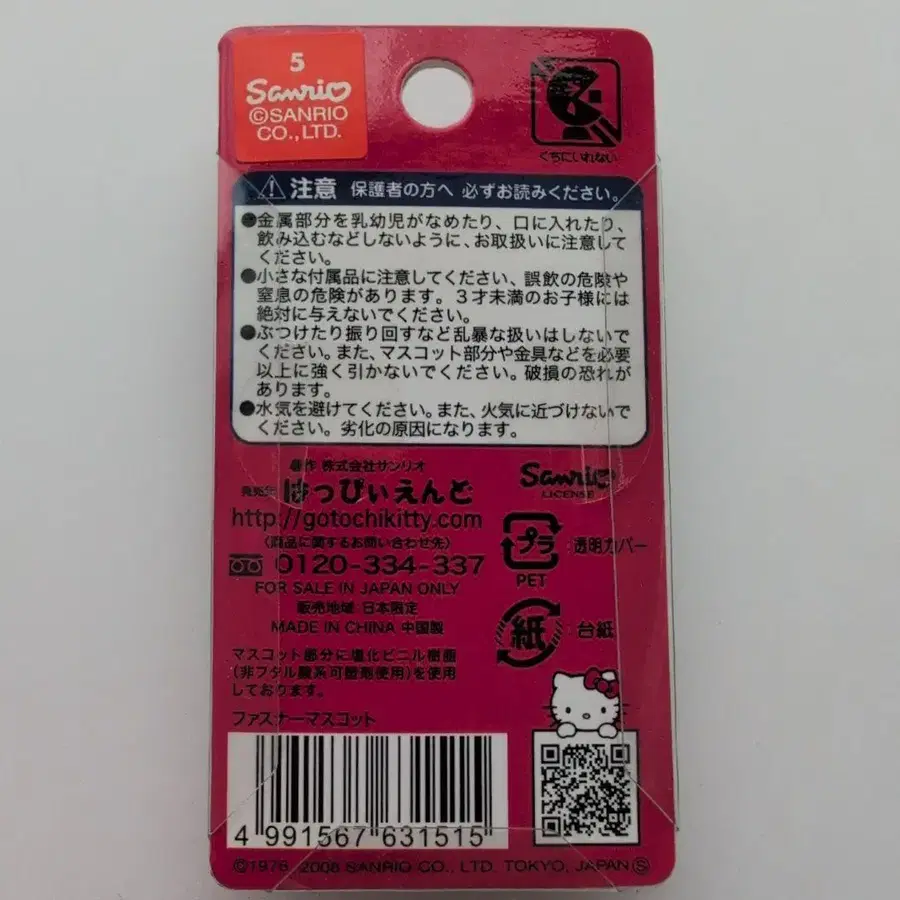 5
Sanrio
©SANRIO
CO.,LTD.
くちにいれない
注意 保護者の方へ 必ずお読みください。
●金属部分を乳幼児がなめたり、口に入れたり、
飲み込むなどしないように、お取扱いに注意して
ください。
●小さな付属品に注意してください、誤飲の危険や
窒息の危険があります。3才未満のお子様には
絶対に与えないでください。
●ぶつけたり振り回すなど乱暴な扱いはしないで
ください。また、マスコット部分や金具などを必要
以上に強く引かないでください。破損の恐れが
あります。
●水気を避けてください。また、火気に近づけないで
ください。劣化の原因になります。
著作 株式会社サンリオ
発売元 はっぴぃえんど
http://gotochikitty.com
(商品に関するお問い合わせ先)
0120-334-337
FOR SALE IN JAPAN ONLY
販売地域 日本限定
MADE IN CHINA 中国製
Sanrio
LICENSE
プラ 透明カバー
PET
紙 台紙
マスコット部分に塩化ビニル樹脂
(非フタル酸系可塑剤使用)を使用
しております。
ファスナーマスコット
4 991567 631515
©1976, 2008 SANRIO CO., LTD. TOKYO, JAPAN Ⓢ